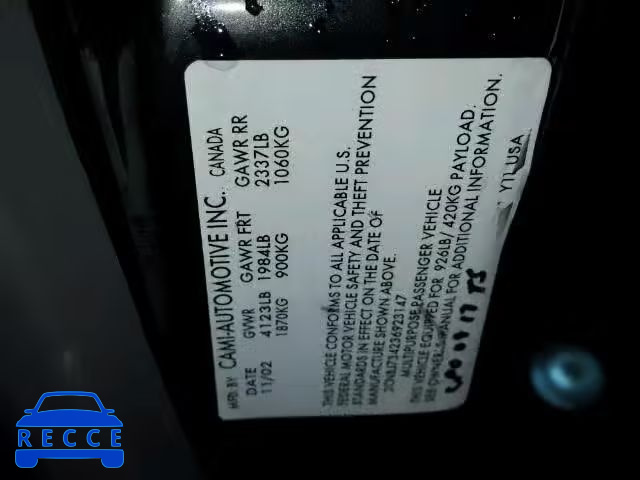 MFD. BY CAMI-AUTOMOTIVE INC. CANADA
DATE GVWR GAWR FRT GAWR RR
11/02 4123LB 1984LB 2337LB
1870KG 900KG 1060KG
THIS VEHICLE CONFORMS TO ALL APPLICABLE U.S.
FEDERAL MOTOR VEHICLE SAFETY AND THEFT PREVENTION
STANDARDS IN EFFECT ON THE DATE OF
MANUFACTURE SHOWN ABOVE.
2CNBJ734236923147
MULTIPURPOSE PASSENGER VEHICLE
VEHICLE EQUIPPED FOR 926LB/ 420KG PAYLOAD.
SEE OWNER'S MANUAL FOR ADDITIONAL INFORMATION.
USA
RECCE